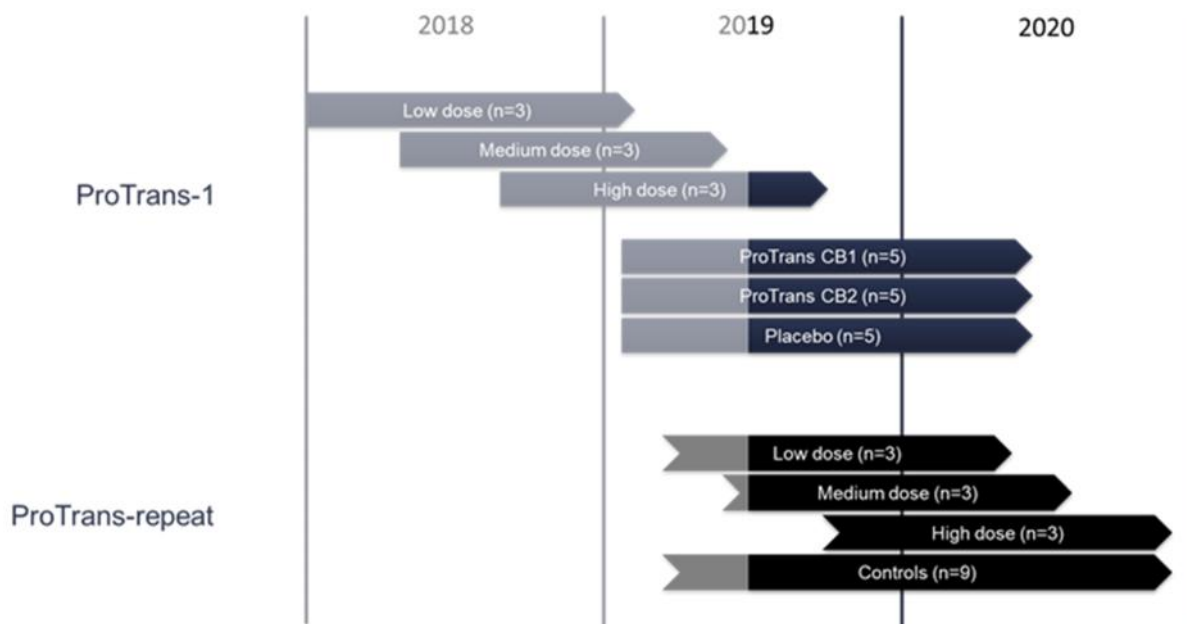 2018
2019
2020
Low dose (n=3)
Medium dose (n=3)
High dose (n=3)
ProTrans-1
ProTrans CB1 (n=5)
ProTrans CB2 (n=5)
Placebo (n=5)
Low dose (n=3)
Medium dose (n=3)
ProTrans-repeat
High dose (n=3)
Controls (n=9)